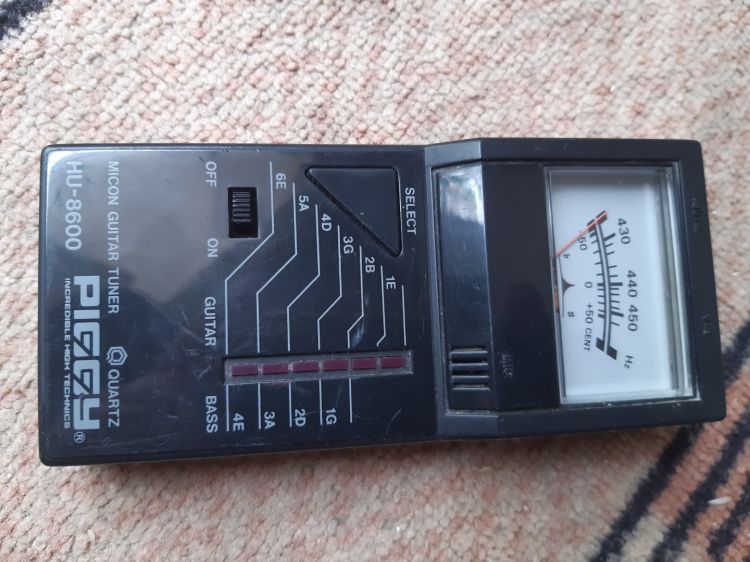 430 440 450 Hz
-50 0 +50 CENT
♭ #
MIC
SELECT
6E 5A 4D 3G 2B 1E
OFF ON
GUITAR
BASS
4E 3A 2D 1G
MICON GUITAR TUNER QUARTZ
HU-8600 PIGGY®
INCREDIBLE HIGH TECHNICS